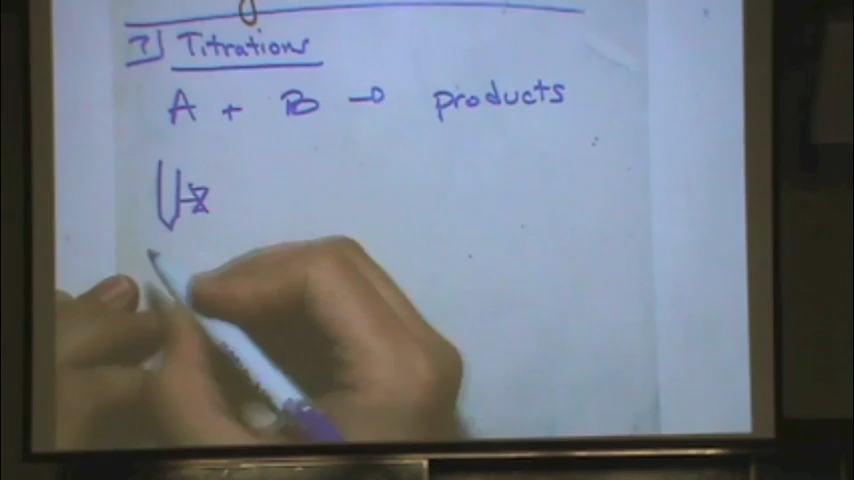 7] Titrations
A + B → products